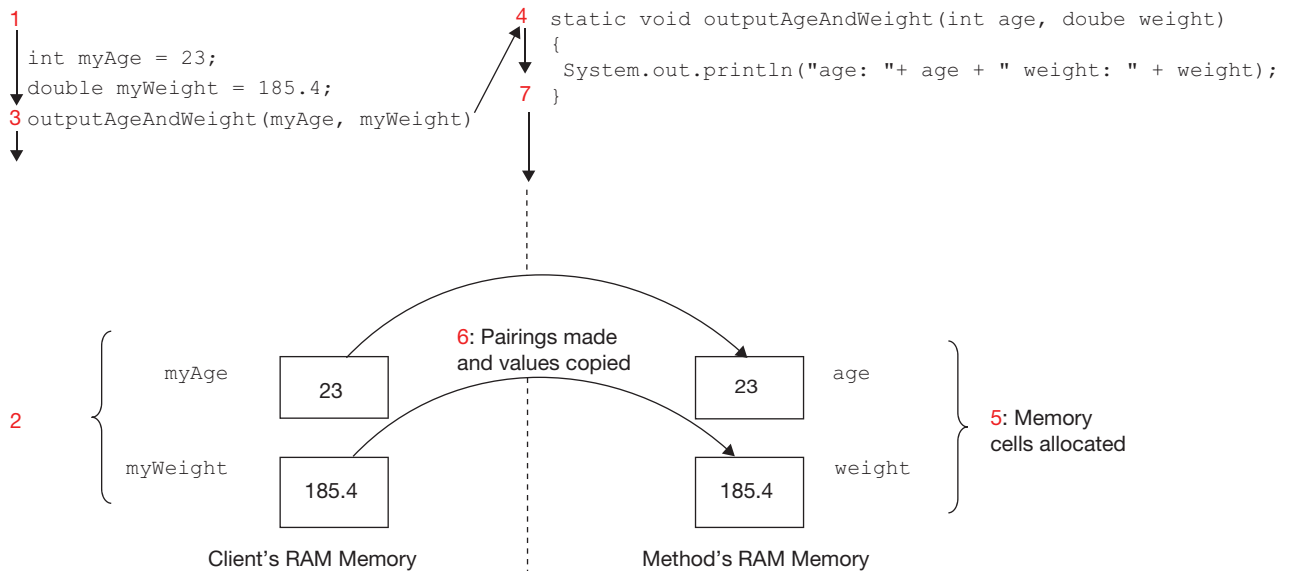 1
int myAge = 23;
double myWeight = 185.4;
3 outputAgeAndWeight(myAge, myWeight)
4 static void outputAgeAndWeight(int age, doube weight)
{
System.out.println("age: "+ age + " weight: " + weight);
7 }
6: Pairings made
and values copied
myAge
23
23
age
2
5: Memory
cells allocated
myWeight
185.4
185.4
weight
Client's RAM Memory
Method's RAM Memory